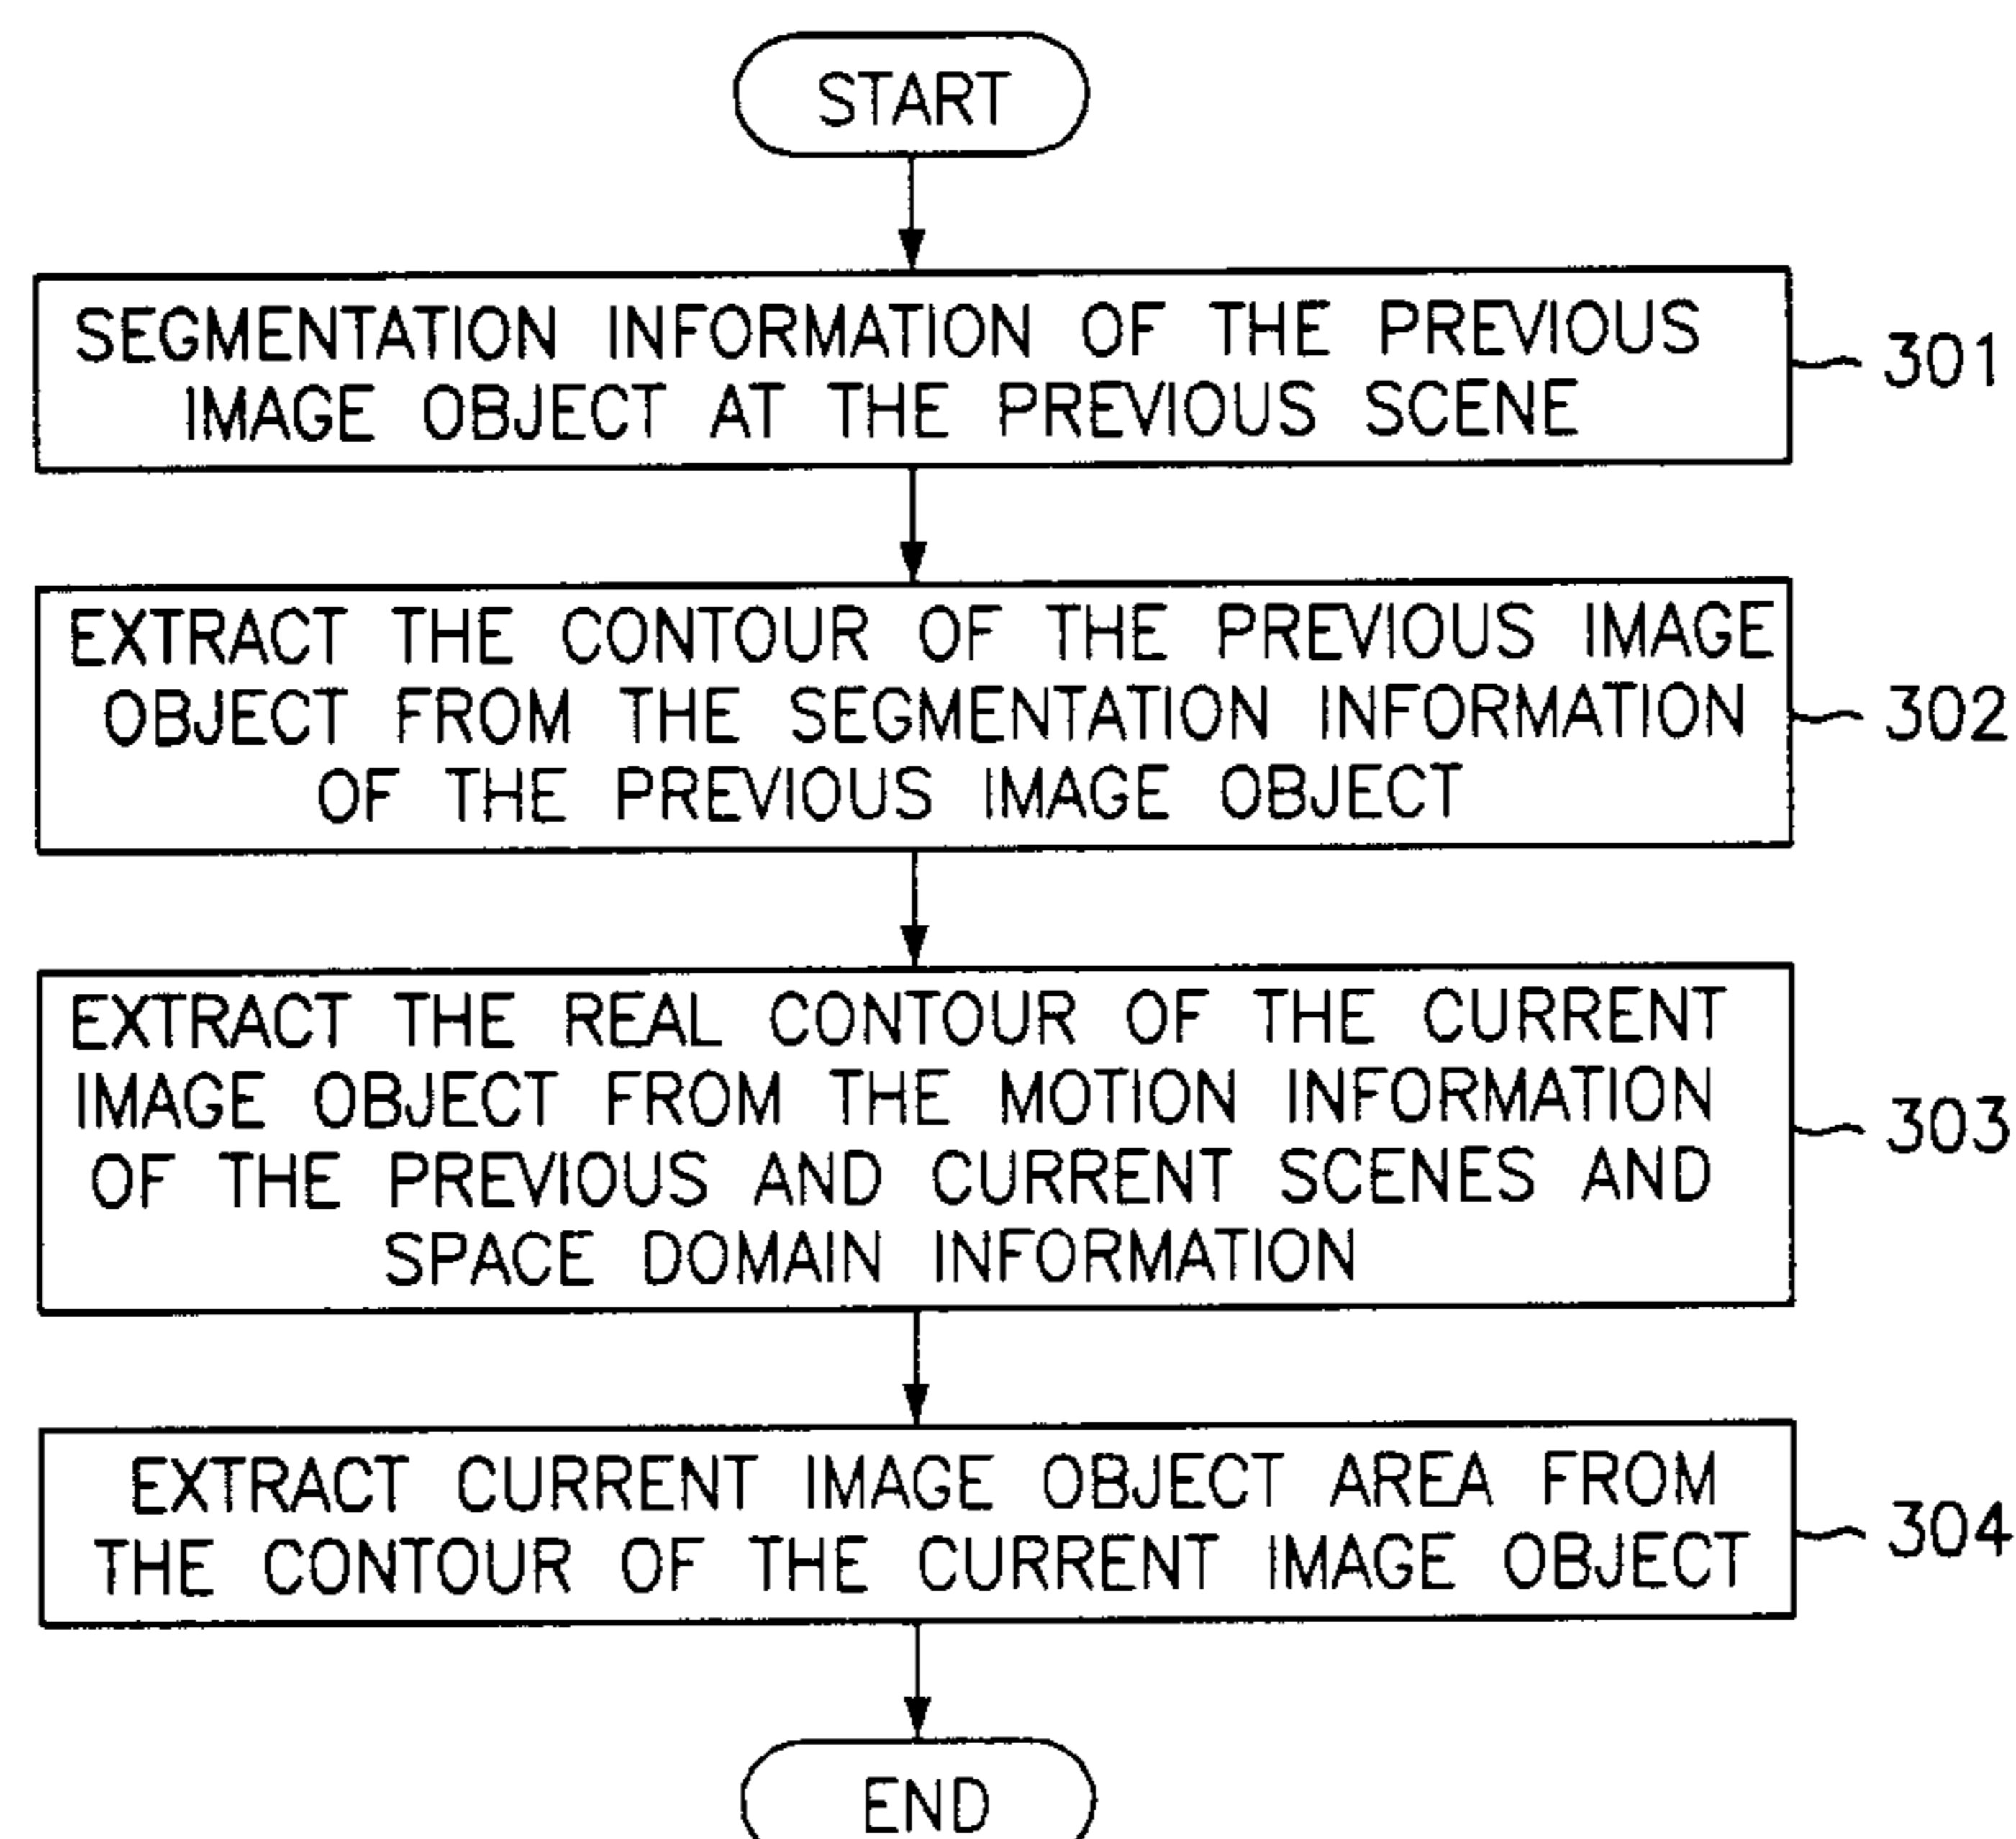 START
SEGMENTATION INFORMATION OF THE PREVIOUS
IMAGE OBJECT AT THE PREVIOUS SCENE
301
EXTRACT THE CONTOUR OF THE PREVIOUS IMAGE
OBJECT FROM THE SEGMENTATION INFORMATION
OF THE PREVIOUS IMAGE OBJECT
302
EXTRACT THE REAL CONTOUR OF THE CURRENT
IMAGE OBJECT FROM THE MOTION INFORMATION
OF THE PREVIOUS AND CURRENT SCENES AND
SPACE DOMAIN INFORMATION
303
EXTRACT CURRENT IMAGE OBJECT AREA FROM
THE CONTOUR OF THE CURRENT IMAGE OBJECT
304
END